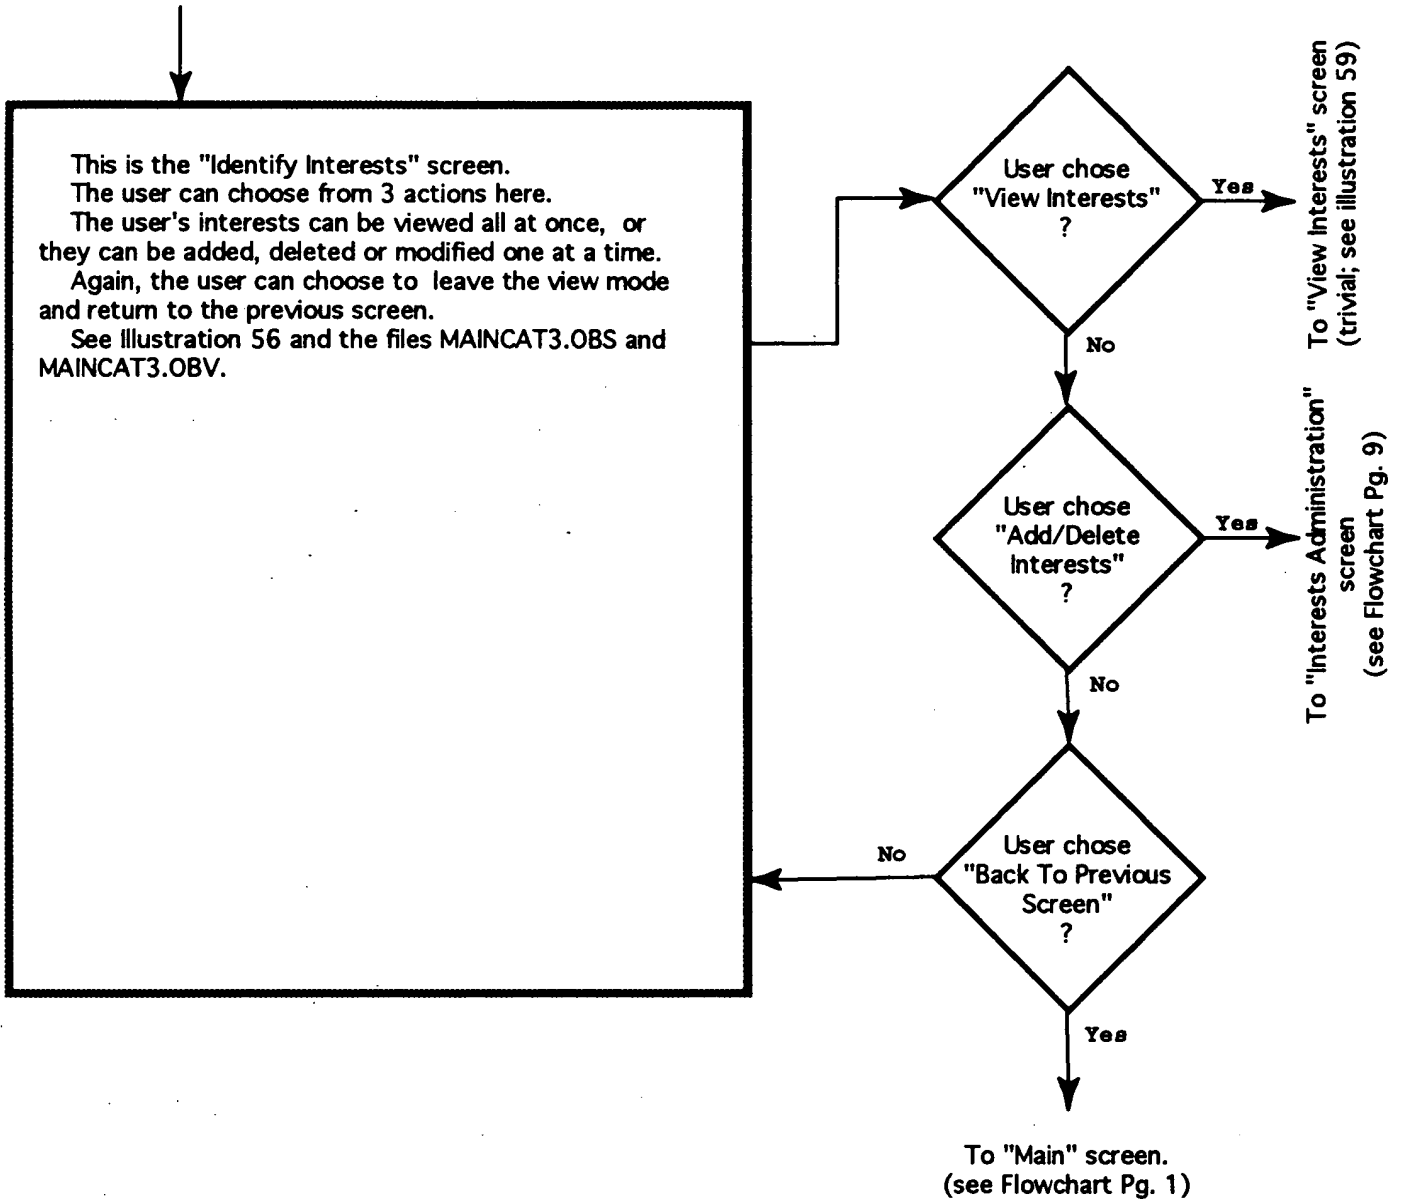 This is the "Identify Interests" screen.
The user can choose from 3 actions here.
The user's interests can be viewed all at once, or
they can be added, deleted or modified one at a time.
Again, the user can choose to leave the view mode
and return to the previous screen.
See Illustration 56 and the files MAINCAT3.OBS and
MAINCAT3.OBV.
User chose
"View Interests"
?
Yes
To "View Interests" screen
(trivial; see illustration 59)
No
User chose
"Add/Delete
Interests"
?
Yes
To "Interests Administration"
screen
(see Flowchart Pg. 9)
No
User chose
"Back To Previous
Screen"
?
No
Yes
To "Main" screen.
(see Flowchart Pg. 1)